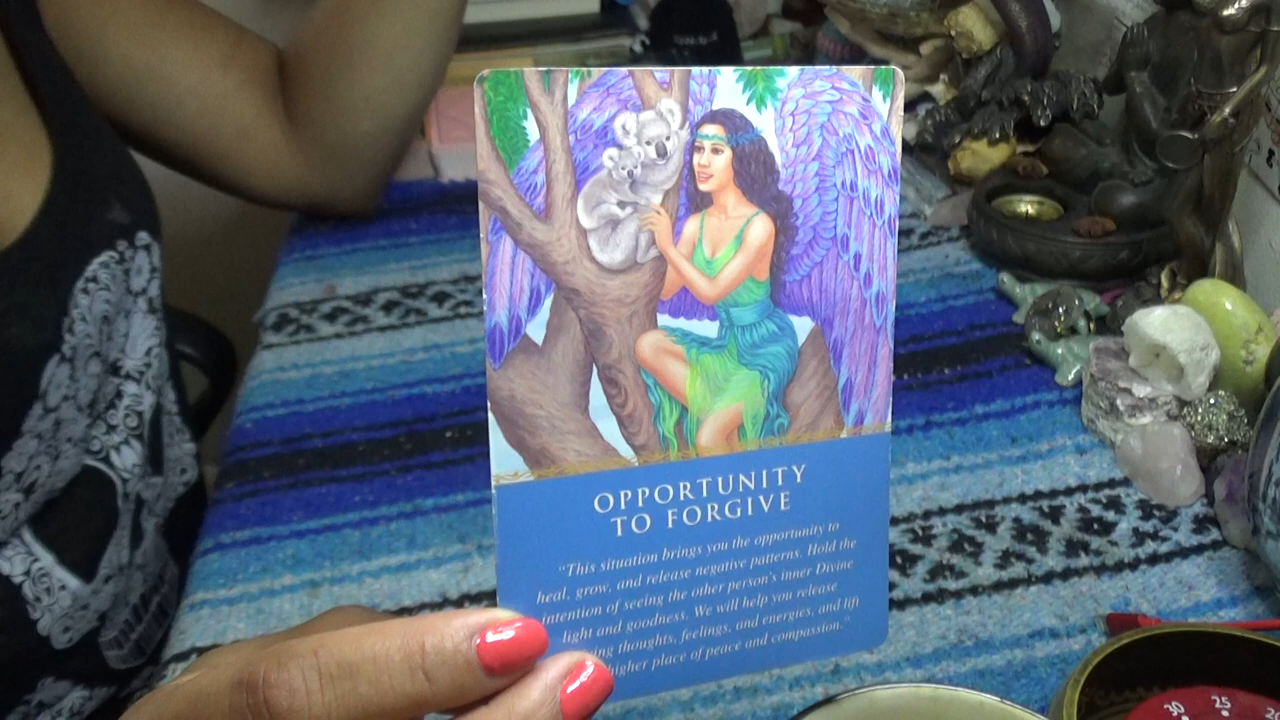 OPPORTUNITY
TO FORGIVE
"This situation brings you the opportunity to
heal, grow, and release negative patterns. Hold the
intention of seeing the other person's inner Divine
light and goodness. We will help you release
thoughts, feelings, and energies, and lift
higher place of peace and compassion."
30
25